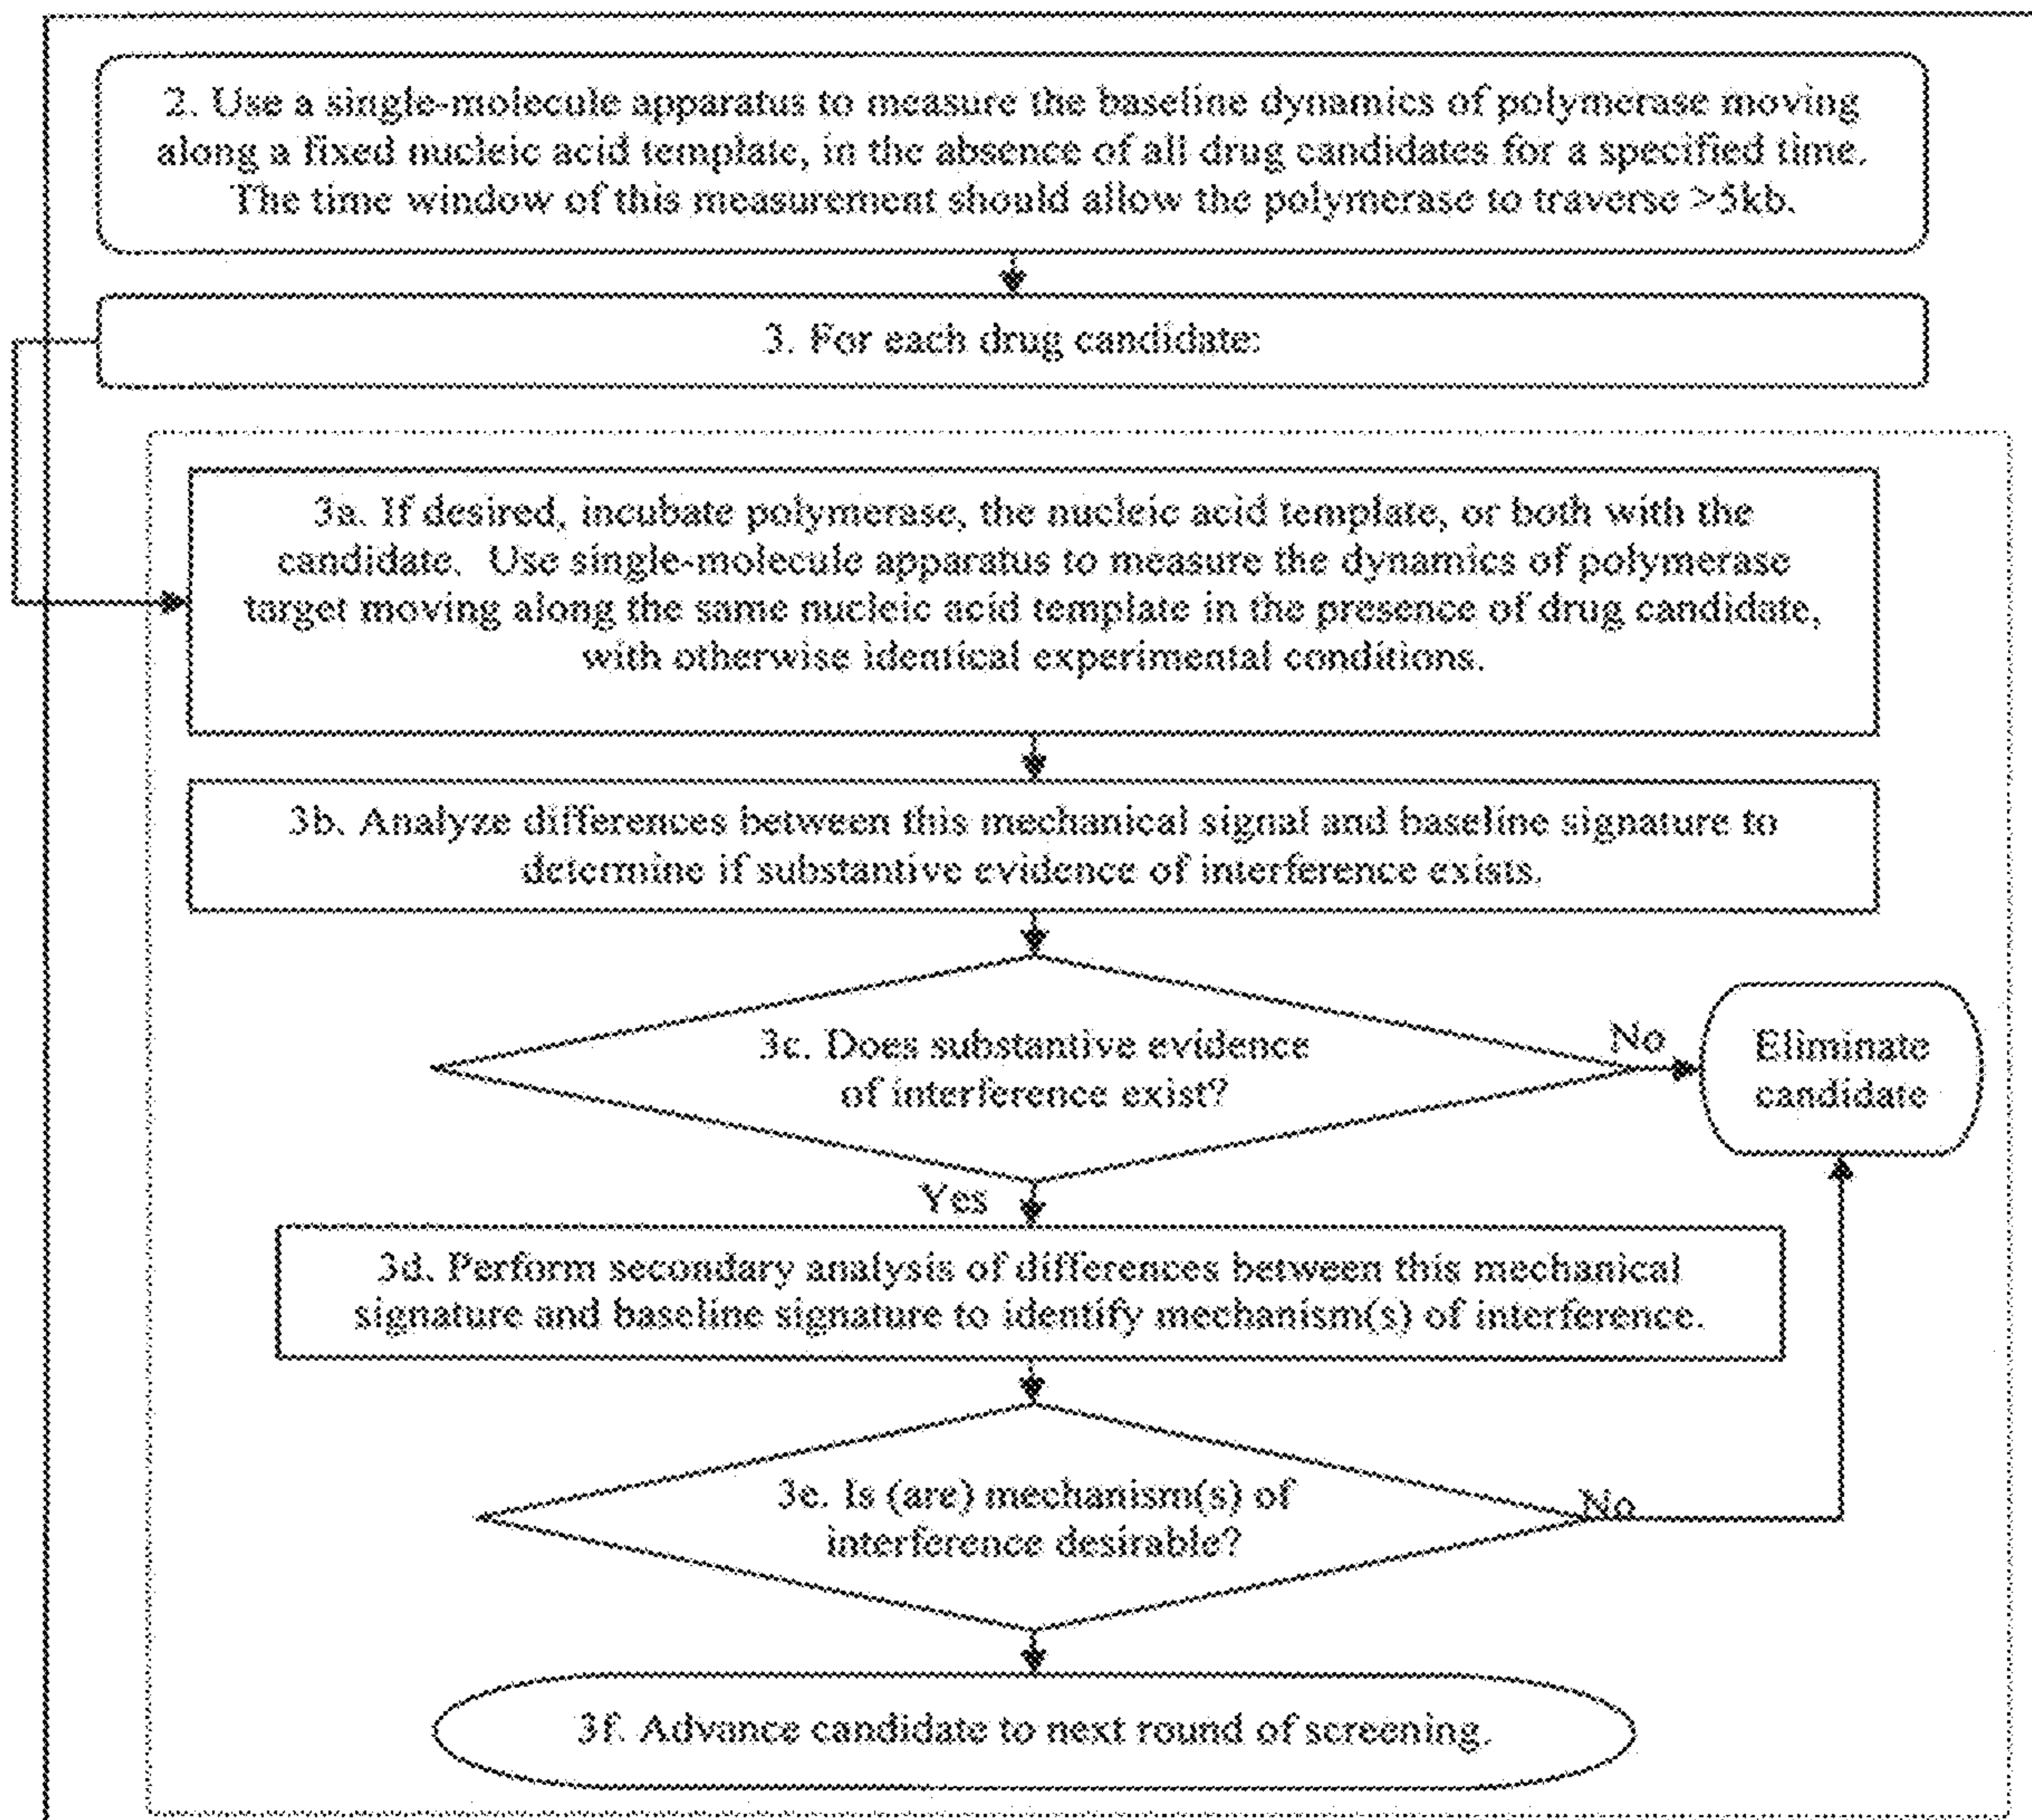 2. Use a single-molecule apparatus to measure the baseline dynamics of polymerase moving
along a fixed nucleic acid template, in the absence of all drug candidates for a specified time.
The time window of this measurement should allow the polymerase to traverse >5kb.
3. For each drug candidate:
3a. If desired, incubate polymerase, the nucleic acid template, or both with the
candidate. Use single-molecule apparatus to measure the dynamics of polymerase
target moving along the same nucleic acid template in the presence of drug candidate,
with otherwise identical experimental conditions.
3b. Analyze differences between this mechanical signal and baseline signature to
determine if substantive evidence of interference exists.
3c. Does substantive evidence
of interference exist?
No
Eliminate
candidate
Yes
3d. Perform secondary analysis of differences between this mechanical
signature and baseline signature to identify mechanism(s) of interference.
3e. Is (are) mechanism(s) of
interference desirable?
No
3f. Advance candidate to next round of screening.